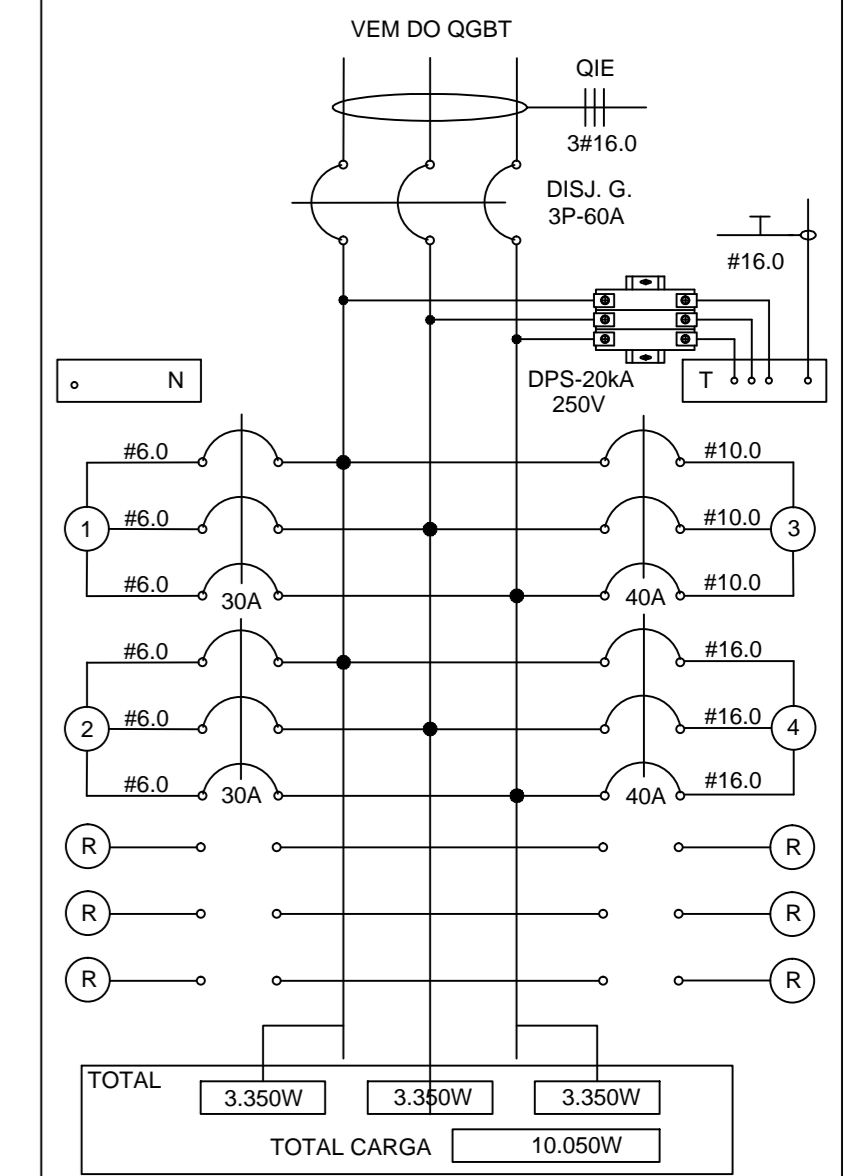 VEM DO QGBT
QIE
3#16.0
DISJ. G.
3P-60A
T
#16.0
DPS-20kA
250V
N
T
#6.0
#10.0
1
#6.0
#10.0
3
#6.0
30A
40A
#10.0
#6.0
#16.0
2
#6.0
#16.0
4
#6.0
30A
40A
#16.0
R
R
R
R
R
R
TOTAL
3.350W
3.350W
3.350W
TOTAL CARGA
10.050W